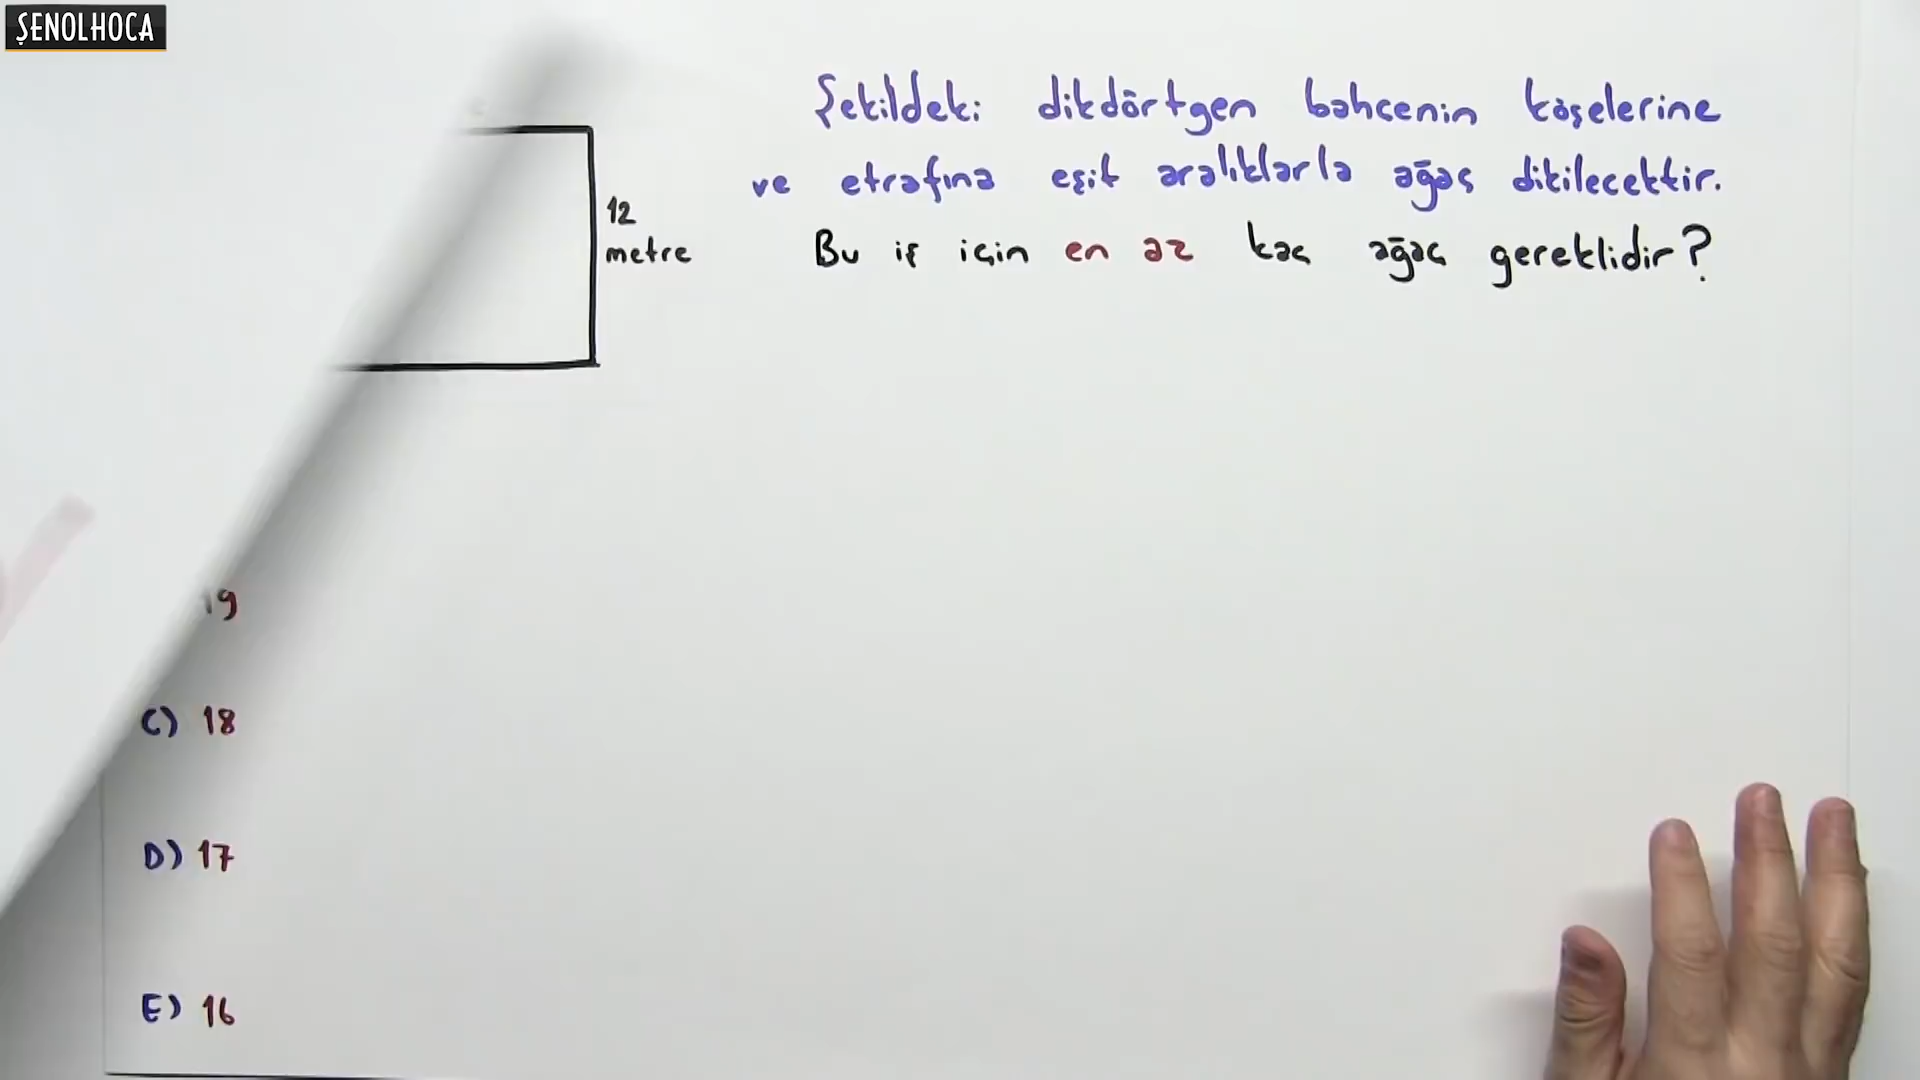 ŞENOLHOCA
Şekildeki dikdörtgen bahçenin köşelerine
ve etrafına eşit aralıklarla ağaç dikilecektir.
Bu iş için en az kaç ağaç gereklidir?
12
metre
19
C) 18
D) 17
E) 16